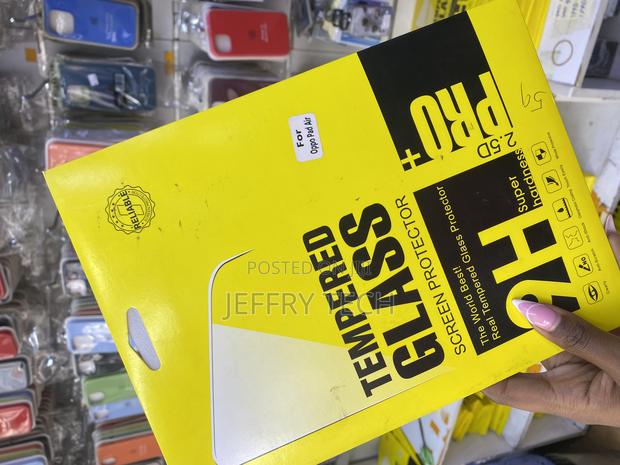 For
Oppo Pad Air
PRO+
2.5D
59
RELIABLE
TEMPERED
GLASS
SCREEN PROTECTOR
The World Best!
Real Tempered Glass Protector
H
Super
hardness
POSTED ON
JEFFRY TECH